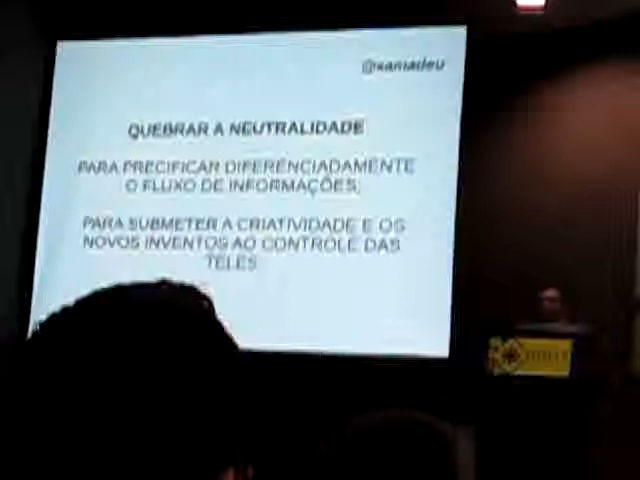 @samadeu
QUEBRAR A NEUTRALIDADE
PARA PRECIFICAR DIFERENCIADAMENTE
O FLUXO DE INFORMAÇÕES;
PARA SUBMETER A CRIATIVIDADE E OS
NOVOS INVENTOS AO CONTROLE DAS
TELES